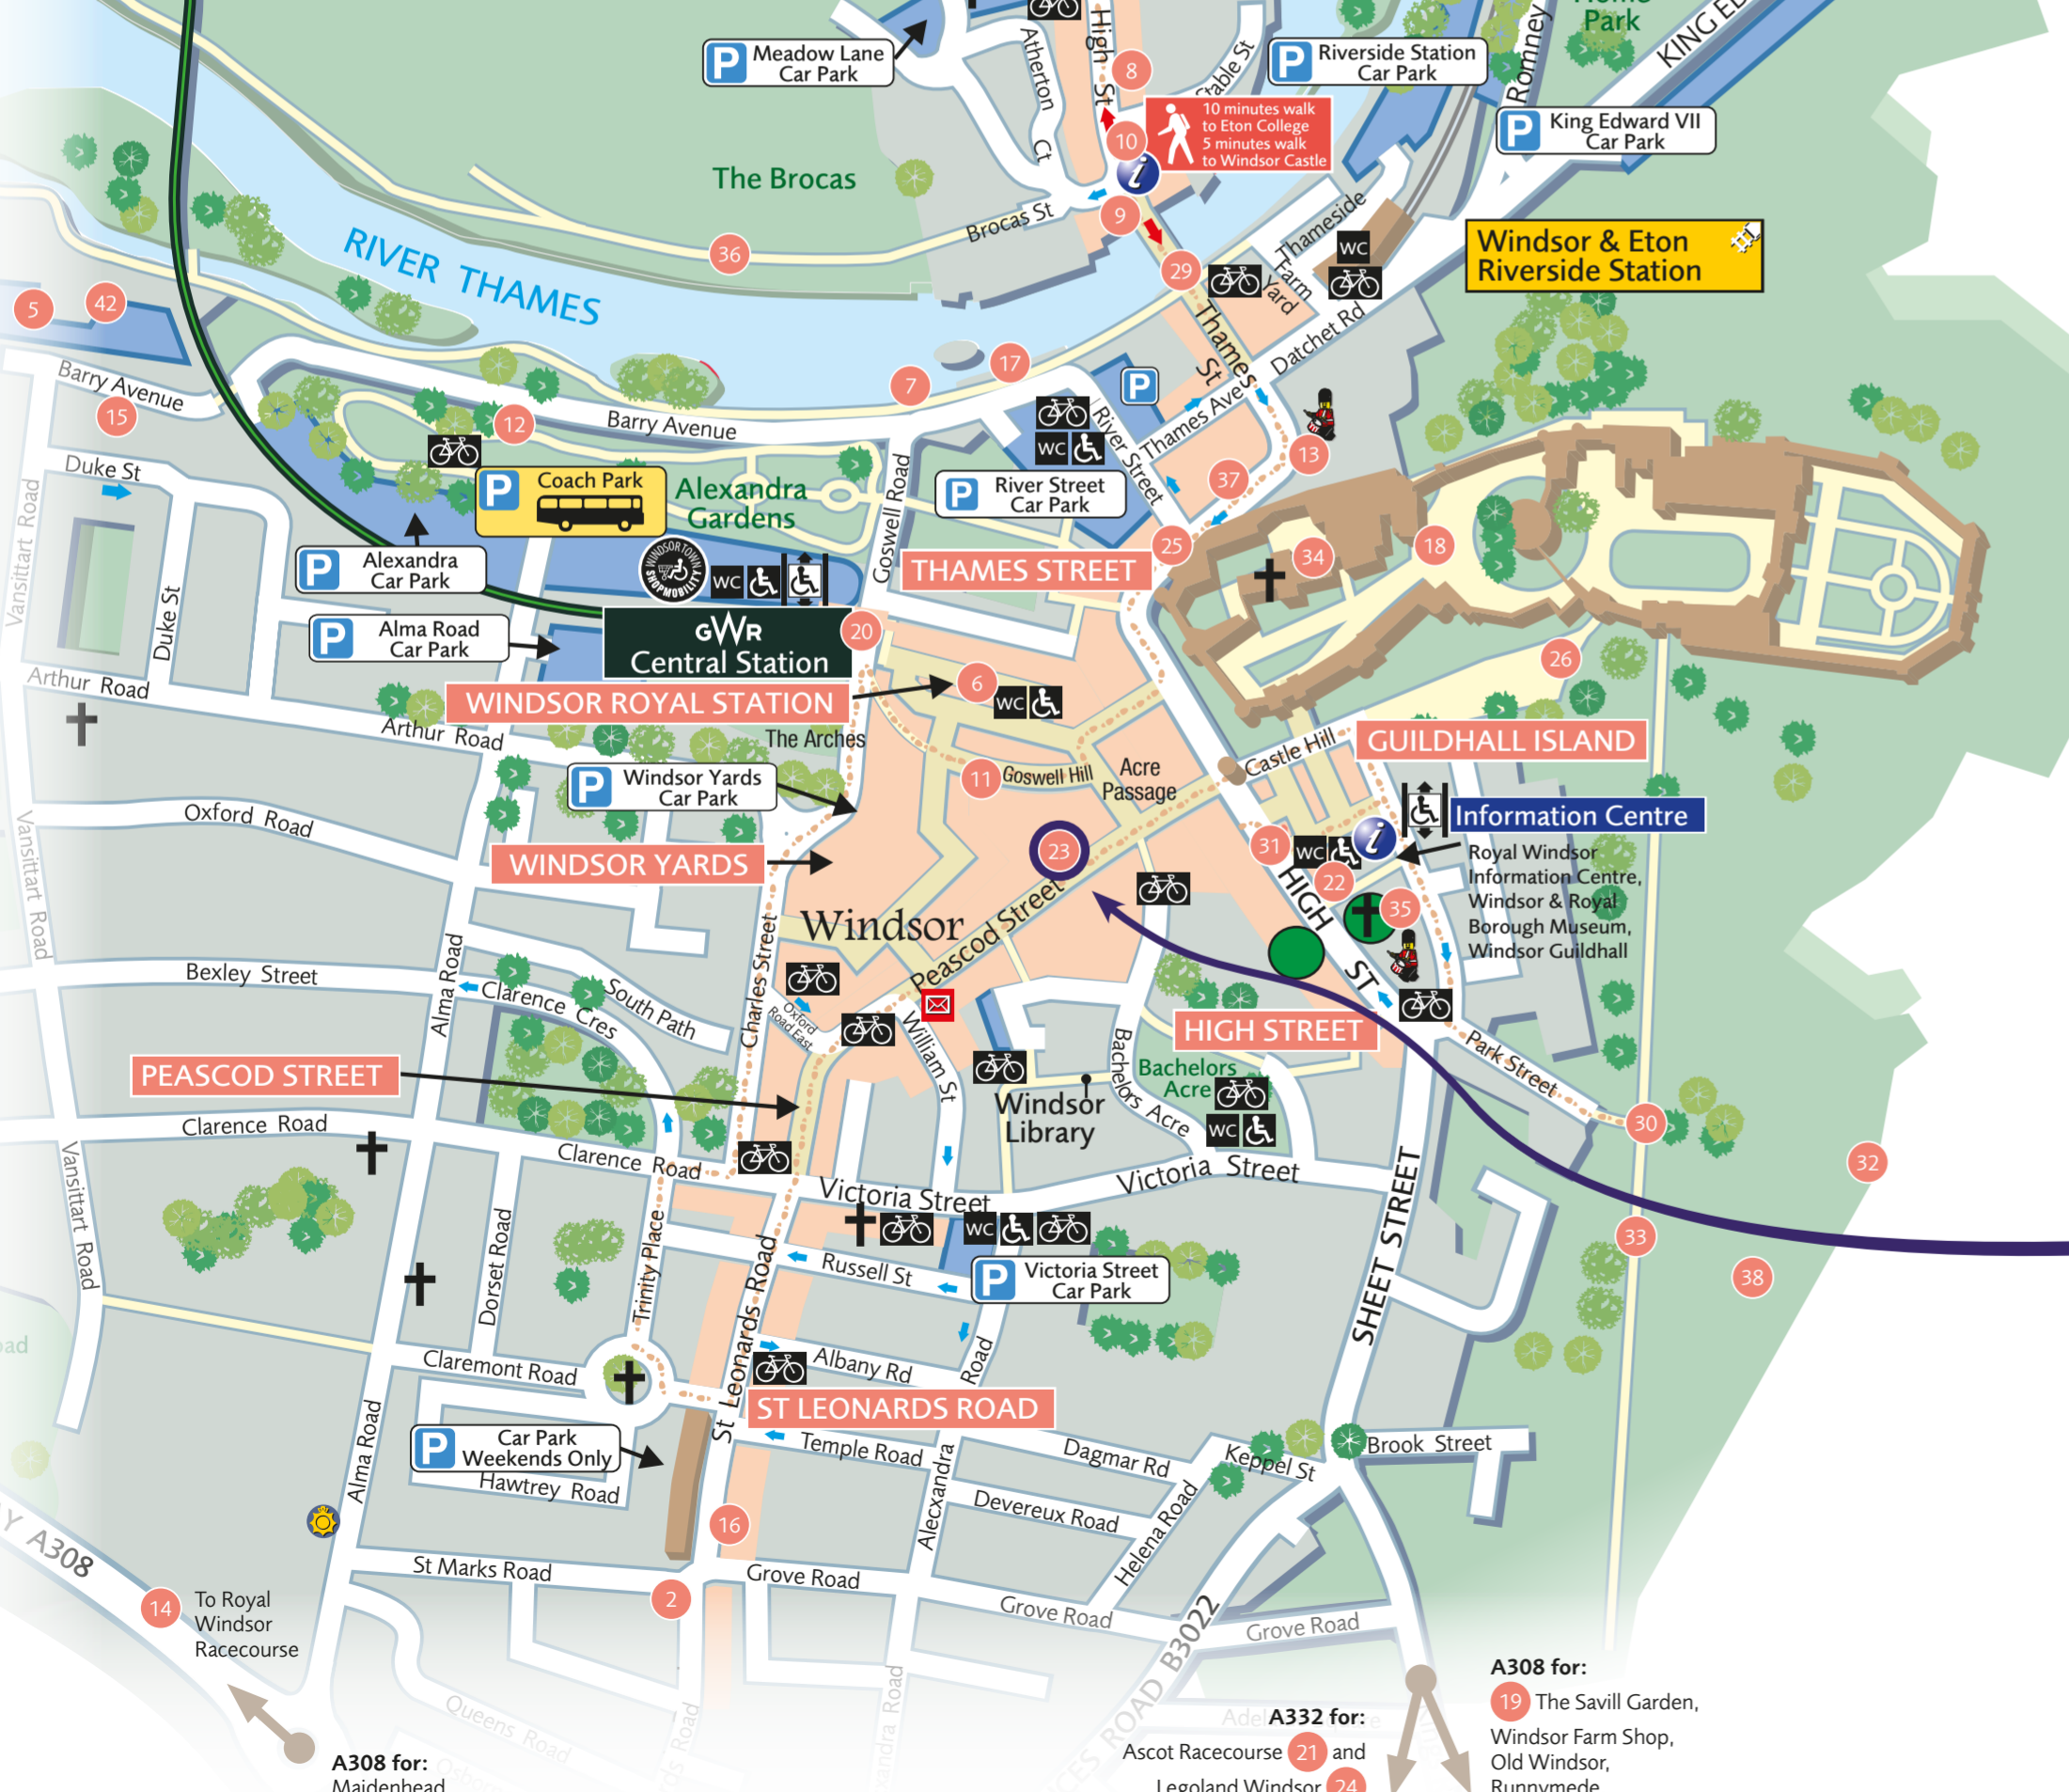 Home
Park
High St
Atherton Ct
Stable St
Romney
KING ED
P Meadow Lane
Car Park
P Riverside Station
Car Park
8
10 minutes walk
to Eton College
5 minutes walk
to Windsor Castle
10
i
P King Edward VII
Car Park
The Brocas
9
Brocas St
36
29
Thameside
WC
Farm
Yard
Windsor & Eton
Riverside Station
RIVER THAMES
5
42
Thames St
Datchet Rd
17
7
P
Barry Avenue
15
12
Barry Avenue
River Street
WC
Thames Ave
13
37
Duke St
P Coach Park
Alexandra
Gardens
Goswell Road
P River Street
Car Park
Vansittart Road
25
34
18
P Alexandra
Car Park
WINDSOR TOWN
SHOPMOBILITY
WC
THAMES STREET
Duke St
P Alma Road
Car Park
GWR
Central Station
20
26
Arthur Road
WINDSOR ROYAL STATION
6
WC
Arthur Road
The Arches
GUILDHALL ISLAND
Castle Hill
P Windsor Yards
Car Park
11
Goswell Hill
Acre
Passage
Oxford Road
Vansittart Road
Information Centre
i
31
WC
23
WINDSOR YARDS
Royal Windsor
Information Centre,
Windsor & Royal
Borough Museum,
Windsor Guildhall
22
35
Windsor
Peascod Street
HIGH ST
Charles Street
Bexley Street
Alma Road
Clarence Cres
South Path
Oxford
Road East
William St
HIGH STREET
Park Street
PEASCOD STREET
Bachelors
Acre
Bachelors Acre
Windsor
Library
WC
30
32
Clarence Road
Vansittart Road
Clarence Road
Victoria Street
Victoria Street
SHEET STREET
Trinity Place
Dorset Road
WC
33
38
St Leonards Road
Russell St
P Victoria Street
Car Park
oad
Claremont Road
Albany Rd
Road
ST LEONARDS ROAD
P Car Park
Weekends Only
Temple Road
Dagmar Rd
Keppel St
Brook Street
Alma Road
Hawtrey Road
Alecxandra
Devereux Road
Helena Road
16
Y A308
St Marks Road
Grove Road
2
14
To Royal
Windsor
Racecourse
Grove Road
Grove Road
CES ROAD B3022
A308 for:
19 The Savill Garden,
Windsor Farm Shop,
Old Windsor,
Runnymede
Queens Road
rds Road
xandra Road
A332 for:
Ascot Racecourse 21 and
Legoland Windsor 24
A308 for:
Maidenhead